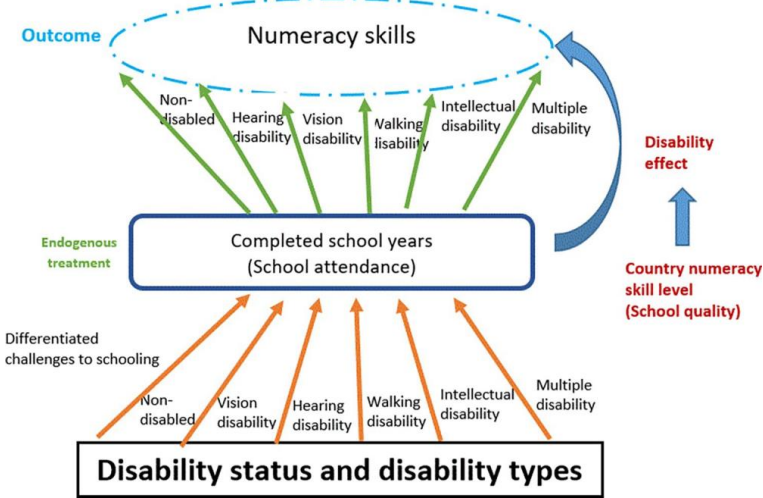 Outcome
Numeracy skills
Non-
disabled
Hearing
disability
Vision
disability
Walking
disability
Intellectual
disability
Multiple
disability
Disability
effect
Endogenous
treatment
Completed school years
(School attendance)
Country numeracy
skill level
(School quality)
Differentiated
challenges to schooling
Non-
disabled
Vision
disability
Hearing
disability
Walking
disability
Intellectual
disability
Multiple
disability
Disability status and disability types